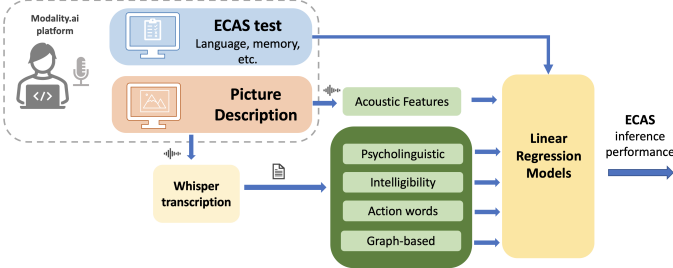 Modality.ai
platform
ECAS test
Language, memory,
etc.
Picture
Description
Acoustic Features
Whisper
transcription
Psycholinguistic
Intelligibility
Action words
Graph-based
Linear
Regression
Models
ECAS
inference
performance